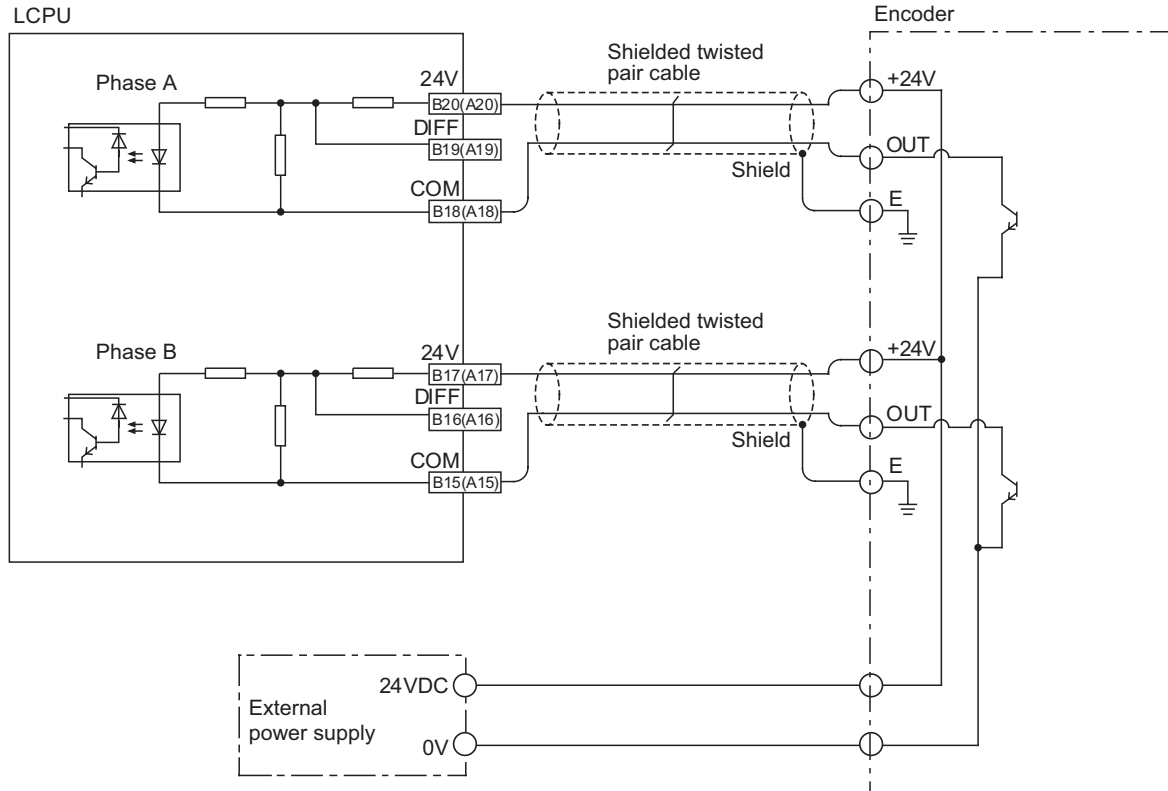 LCPU
Encoder
Phase A
24V
B20(A20)
DIFF
B19(A19)
COM
B18(A18)
Shielded twisted
pair cable
Shield
+24V
OUT
E
Phase B
24V
B17(A17)
DIFF
B16(A16)
COM
B15(A15)
Shielded twisted
pair cable
Shield
+24V
OUT
E
External
power supply
24VDC
0V